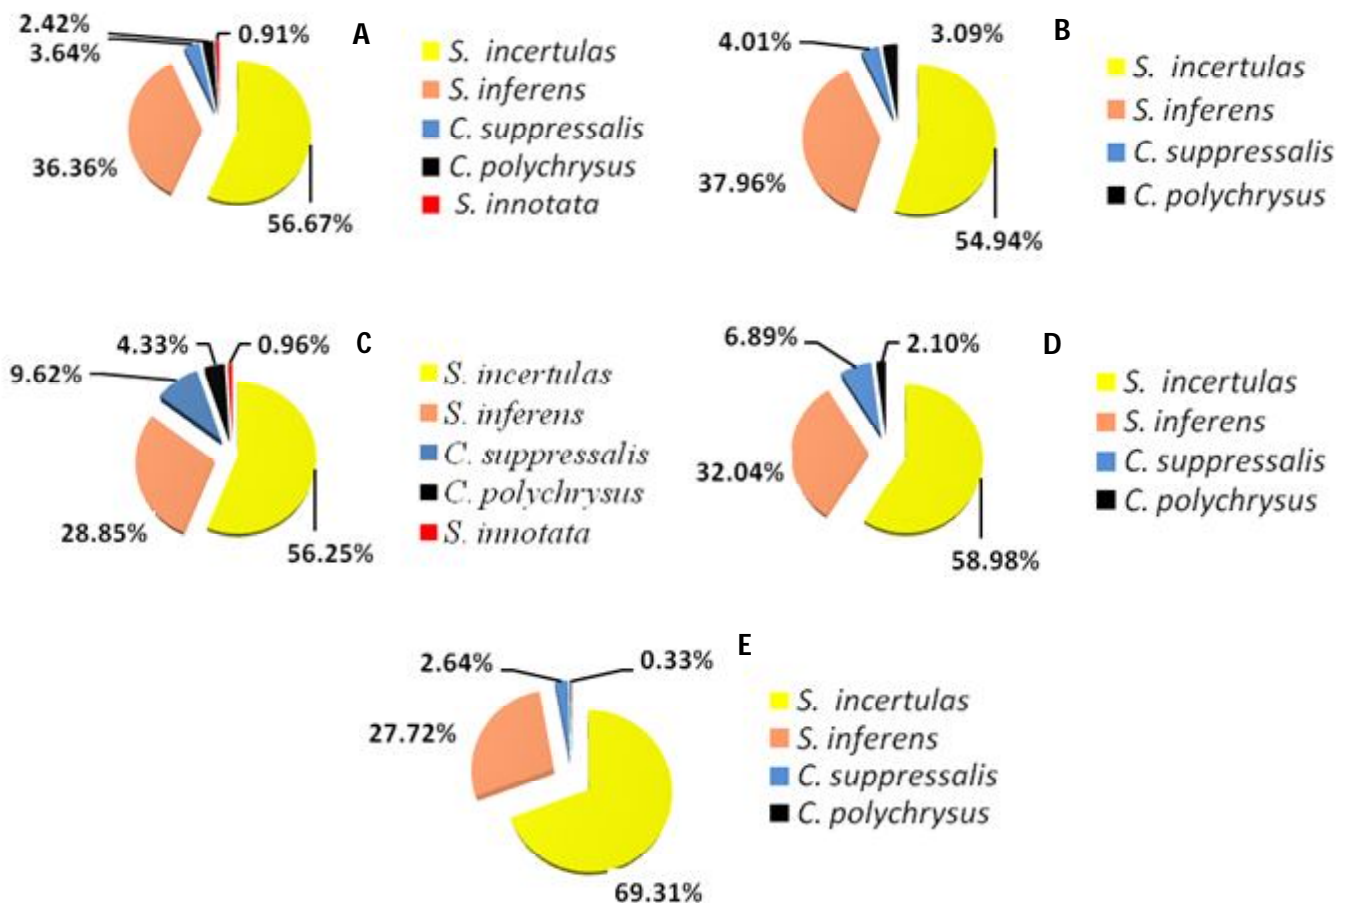 2.42%
3.64%
0.91%
A
36.36%
56.67%
S. incertulas
S. inferens
C. suppressalis
C. polychrysus
S. innotata
4.01%
3.09%
B
37.96%
54.94%
S. incertulas
S. inferens
C. suppressalis
C. polychrysus
4.33%
0.96%
C
9.62%
28.85%
56.25%
S. incertulas
S. inferens
C. suppressalis
C. polychrysus
S. innotata
6.89%
2.10%
D
32.04%
58.98%
S. incertulas
S. inferens
C. suppressalis
C. polychrysus
2.64%
0.33%
E
27.72%
69.31%
S. incertulas
S. inferens
C. suppressalis
C. polychrysus